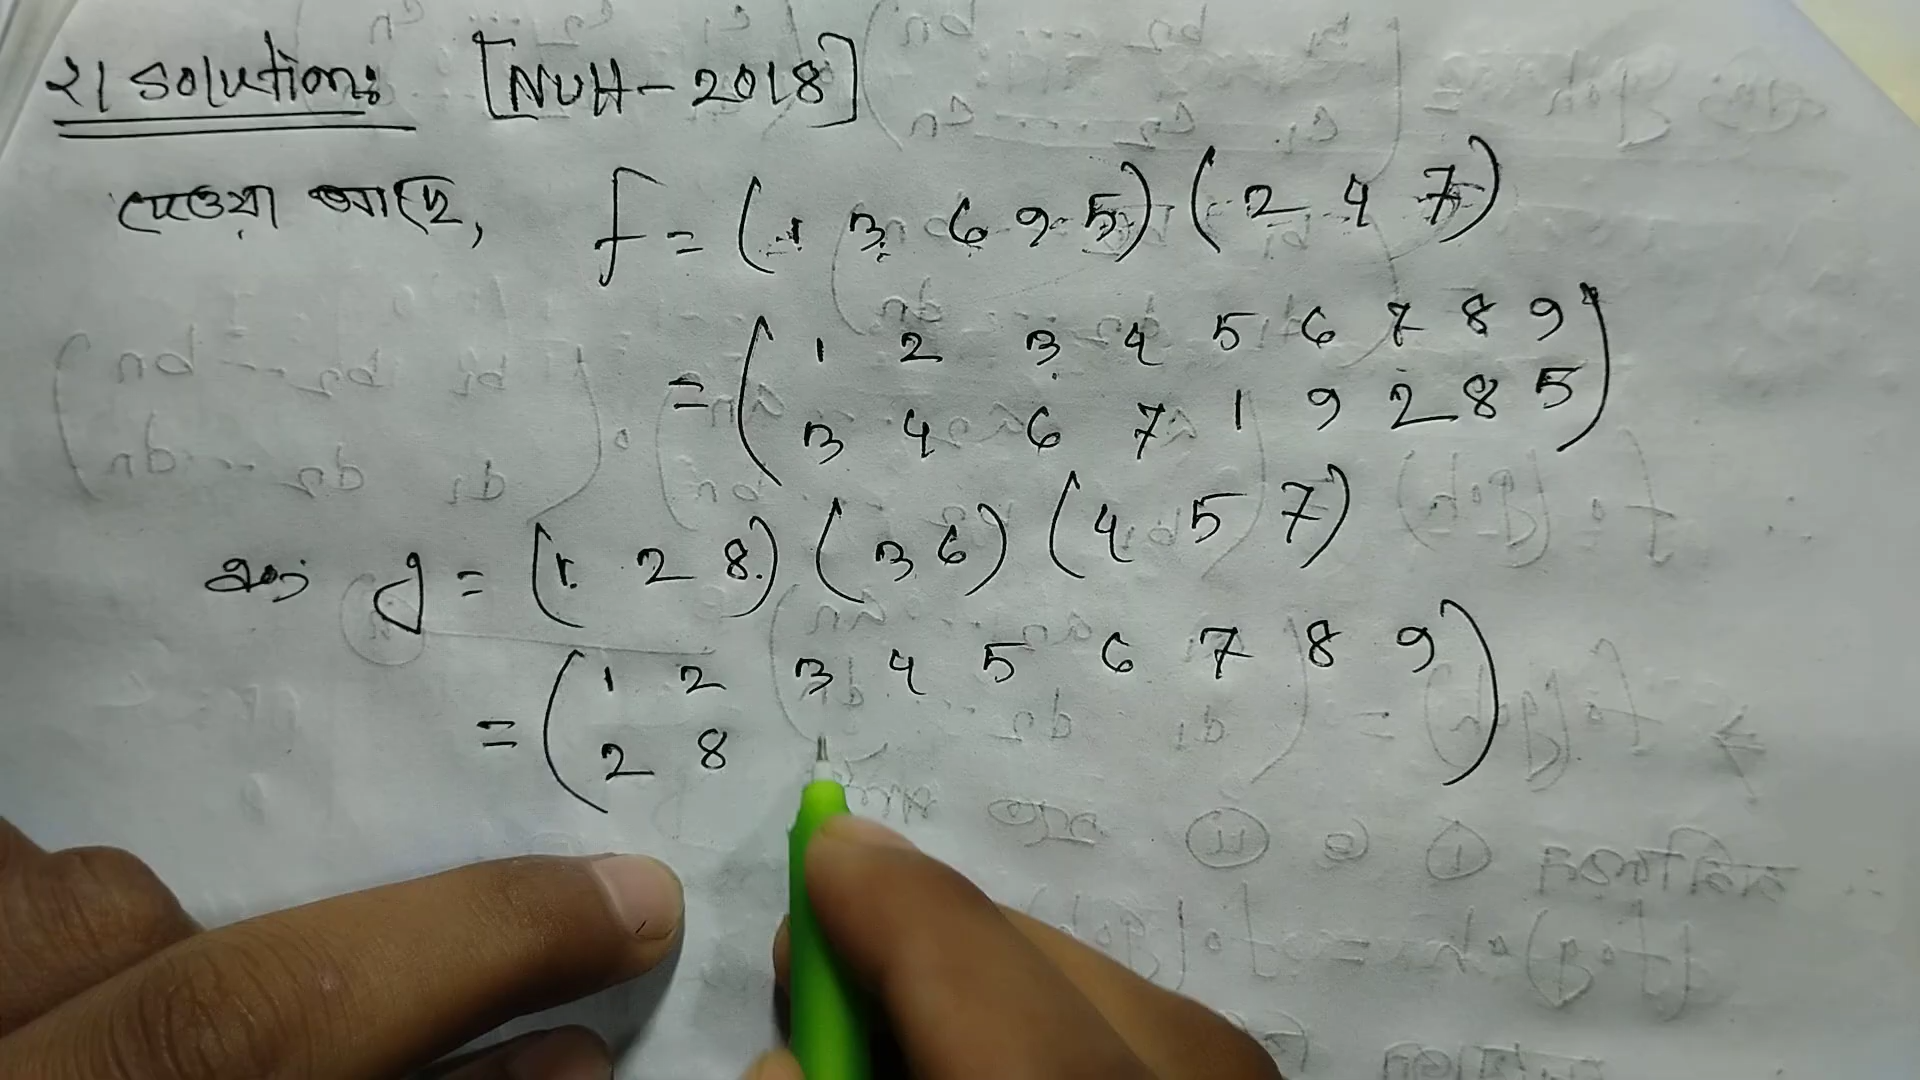 ২। solution: [NUH-2018]
দেওয়া আছে, f = (1 3 6 9 5) (2 4 7)
= (1 2 3 4 5 6 7 8 9
3 4 6 7 1 9 2 8 5)
এবং g = (1 2 8) (3 6) (4 5 7)
= (1 2 3 4 5 6 7 8 9
2 8)